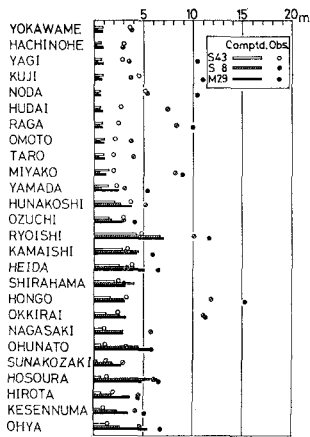 5 10 15 20m
YOKAWAME
HACHINOHE
YAGI
KUJI
NODA
HUDAI
RAGA
OMOTO
TARO
MIYAKO
YAMADA
HUNAKOSHI
OZUCHI
RYOISHI
KAMAISHI
HEIDA
SHIRAHAMA
HONGO
OKKIRAI
NAGASAKI
OHUNATO
SUNAKOZAKI
HOSOURA
HIROTA
KESENNUMA
OHYA
Comptd. Obs.
S43
S 8
M29